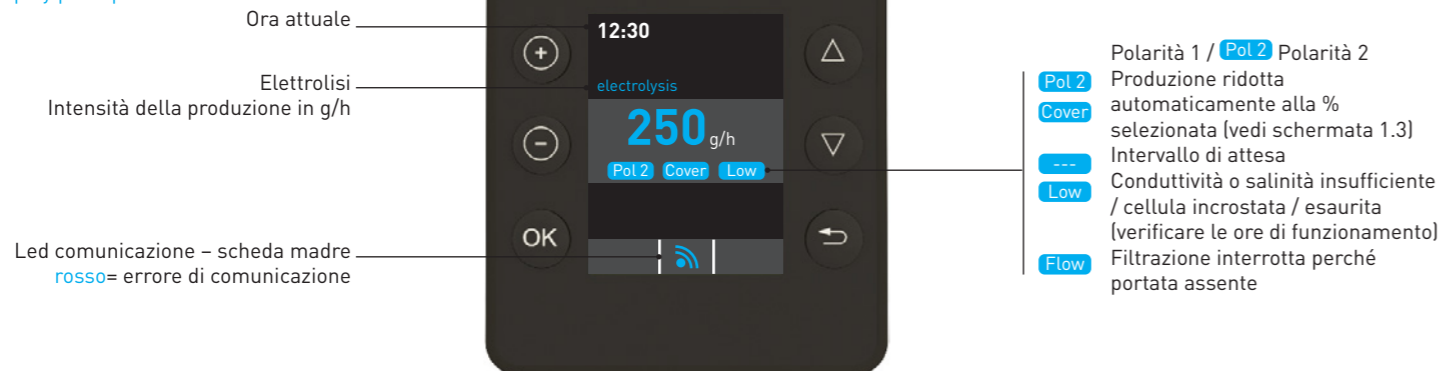 Ora attuale
Elettrolisi
Intensità della produzione in g/h
Led comunicazione – scheda madre
rosso= errore di comunicazione
12:30
electrolysis
250 g/h
Pol 2 Cover Low
OK
Polarità 1 / Pol 2 Polarità 2
Pol 2 Produzione ridotta
Cover automaticamente alla %
selezionata (vedi schermata 1.3)
--- Intervallo di attesa
Low Conduttività o salinità insufficiente
/ cellula incrostata / esaurita
(verificare le ore di funzionamento)
Flow Filtrazione interrotta perché
portata assente